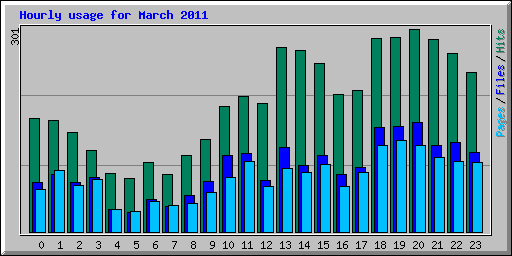 Hourly usage for March 2011
301
Pages / Files / Hits
0 1 2 3 4 5 6 7 8 9 10 11 12 13 14 15 16 17 18 19 20 21 22 23